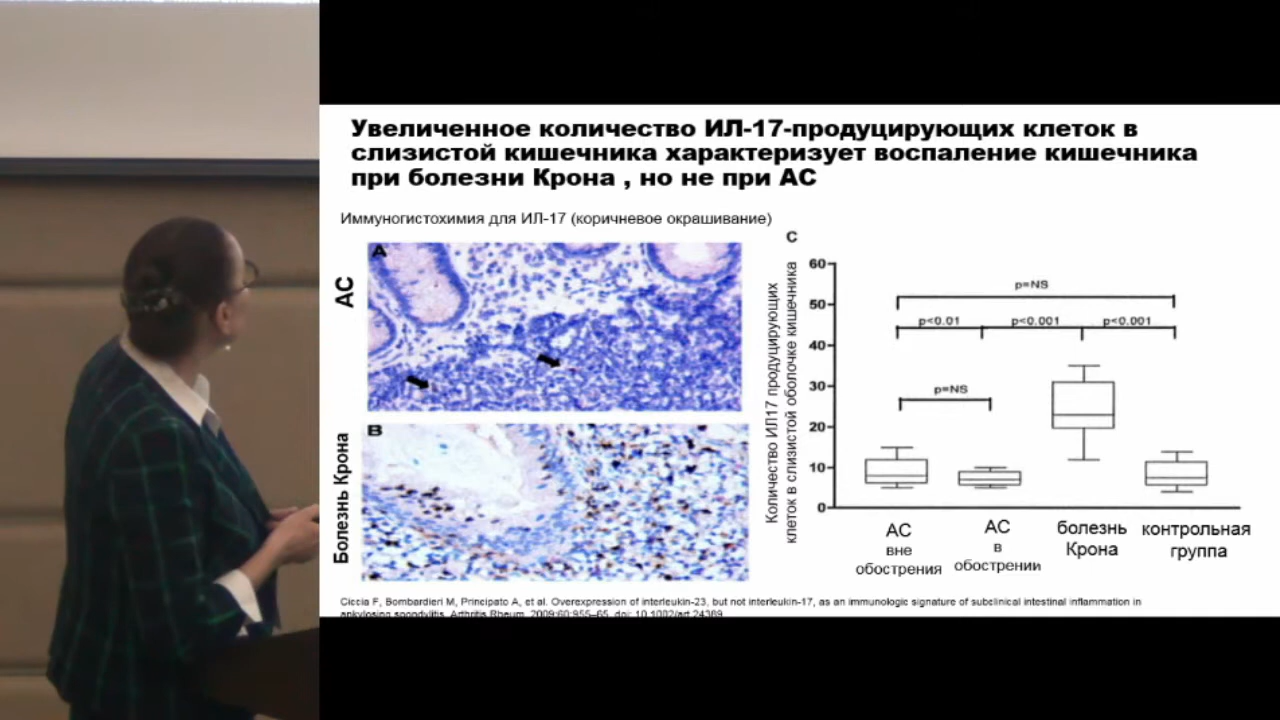 Увеличенное количество ИЛ-17-продуцирующих клеток в
слизистой кишечника характеризует воспаление кишечника
при болезни Крона , но не при АС
Иммуногистохимия для ИЛ-17 (коричневое окрашивание)
АС
A
Болезнь Крона
B
C
Количество ИЛ17 продуцирующих
клеток в слизистой оболочке кишечника
60
50
40
30
20
10
0
p=NS
p<0.01
p<0.001
p<0.001
p=NS
АС
вне
обострения
АС
в
обострении
болезнь
Крона
контрольная
группа
Ciccia F, Bombardieri M, Principato A, et al. Overexpression of interleukin-23, but not interleukin-17, as an immunologic signature of subclinical intestinal inflammation in
ankylosing spondylitis. Arthritis Rheum. 2009;60:955–65. doi: 10.1002/art.24389